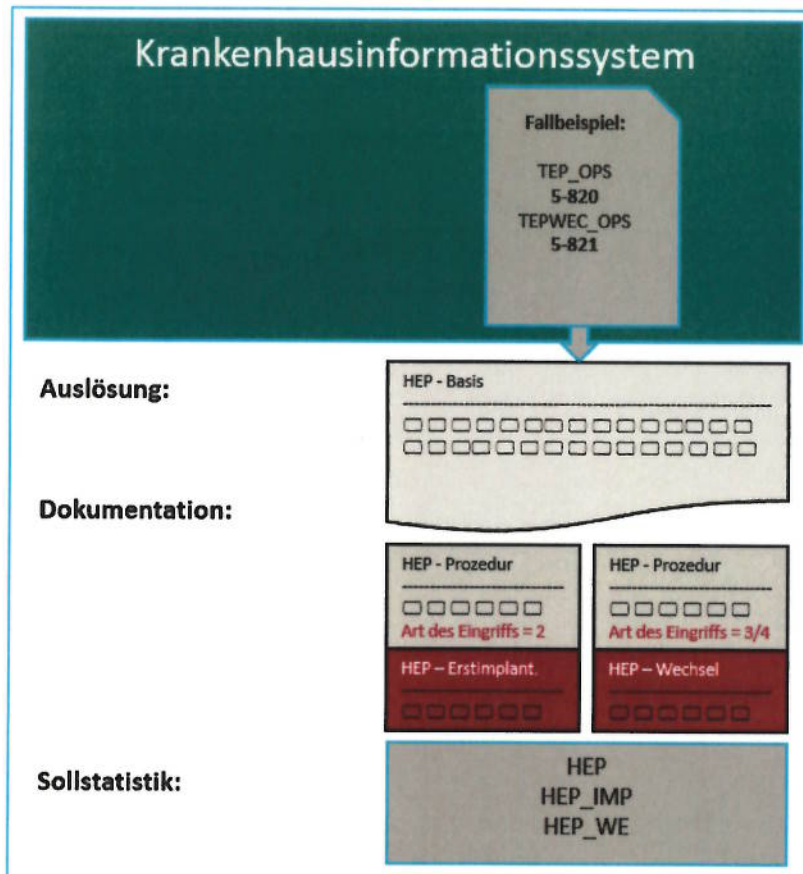 Krankenhausinformationssystem
Fallbeispiel:
TEP_OPS
5-820
TEPWEC_OPS
5-821
Auslösung:
HEP - Basis
Dokumentation:
HEP - Prozedur
Art des Eingriffs = 2
HEP – Erstimplant.
HEP - Prozedur
Art des Eingriffs = 3/4
HEP – Wechsel
Sollstatistik:
HEP
HEP_IMP
HEP_WE